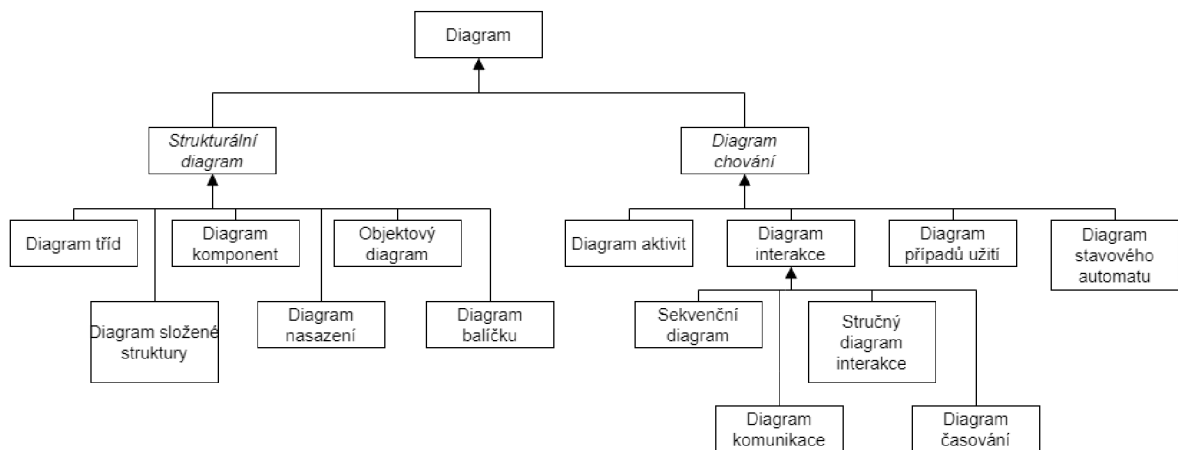 Diagram
Strukturální
diagram
Diagram
chování
Diagram tříd
Diagram
komponent
Objektový
diagram
Diagram složené
struktury
Diagram
nasazení
Diagram
balíčku
Diagram aktivit
Diagram
interakce
Diagram
případů užití
Diagram
stavového
automatu
Sekvenční
diagram
Stručný
diagram
interakce
Diagram
komunikace
Diagram
časování